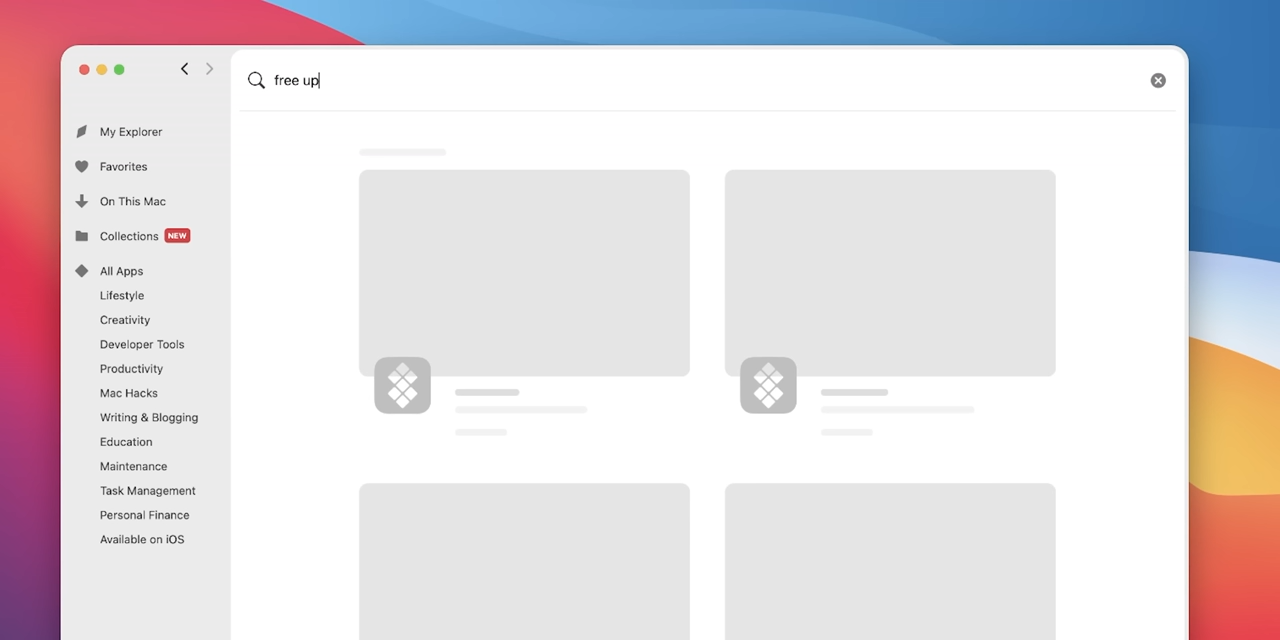 free up
My Explorer
Favorites
On This Mac
Collections NEW
All Apps
Lifestyle
Creativity
Developer Tools
Productivity
Mac Hacks
Writing & Blogging
Education
Maintenance
Task Management
Personal Finance
Available on iOS